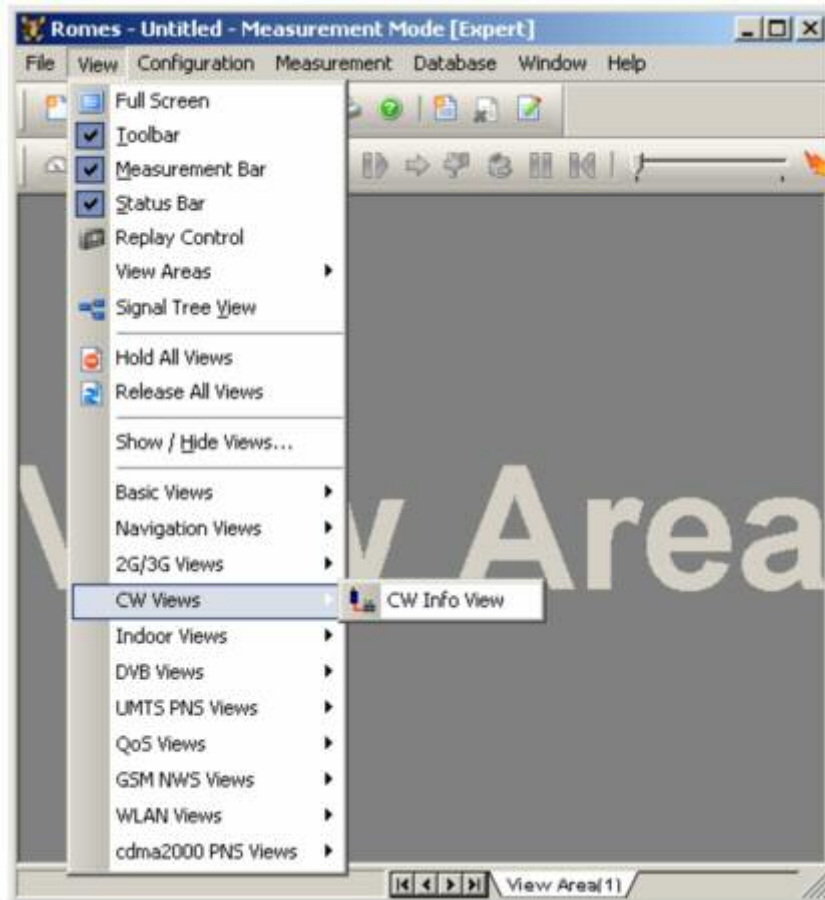 Romes - Untitled - Measurement Mode [Expert]
File View Configuration Measurement Database Window Help
Full Screen
Toolbar
Measurement Bar
Status Bar
Replay Control
View Areas
Signal Tree View
Hold All Views
Release All Views
Show / Hide Views...
Basic Views
Navigation Views
2G/3G Views
CW Views
CW Info View
Indoor Views
DVB Views
UMTS PNS Views
QoS Views
GSM NWS Views
WLAN Views
cdma2000 PNS Views
Area
View Area(1)